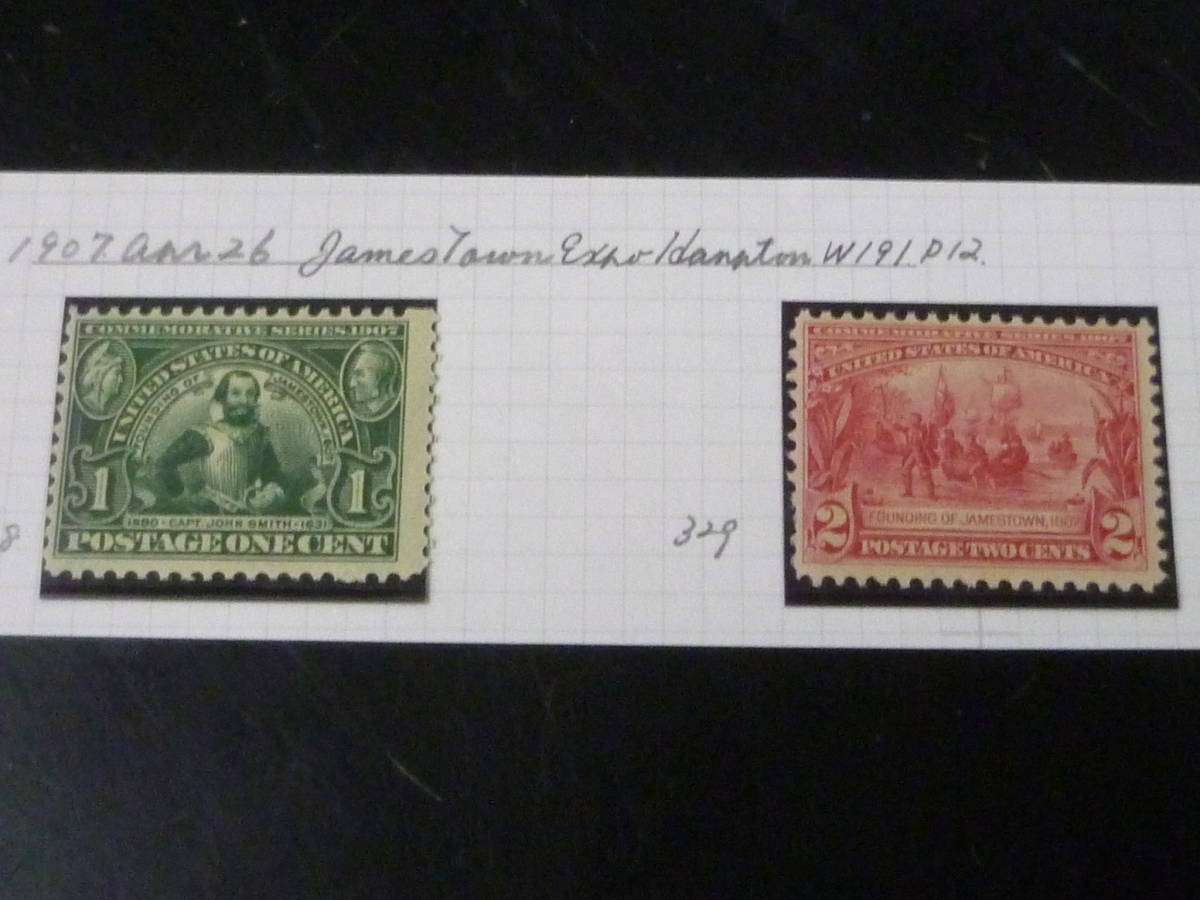 1907 Apr 26 JamesTown Expo Hampton W191 P12.
COMMEMORATIVE SERIES 1907
UNITED STATES OF AMERICA
FOUNDING OF JAMESTOWN
1
1
1580 · CAPT. JOHN SMITH · 1631
POSTAGE ONE CENT
8
329
COMMEMORATIVE SERIES 1907
UNITED STATES OF AMERICA
2
FOUNDING OF JAMESTOWN, 1607
2
POSTAGE TWO CENTS